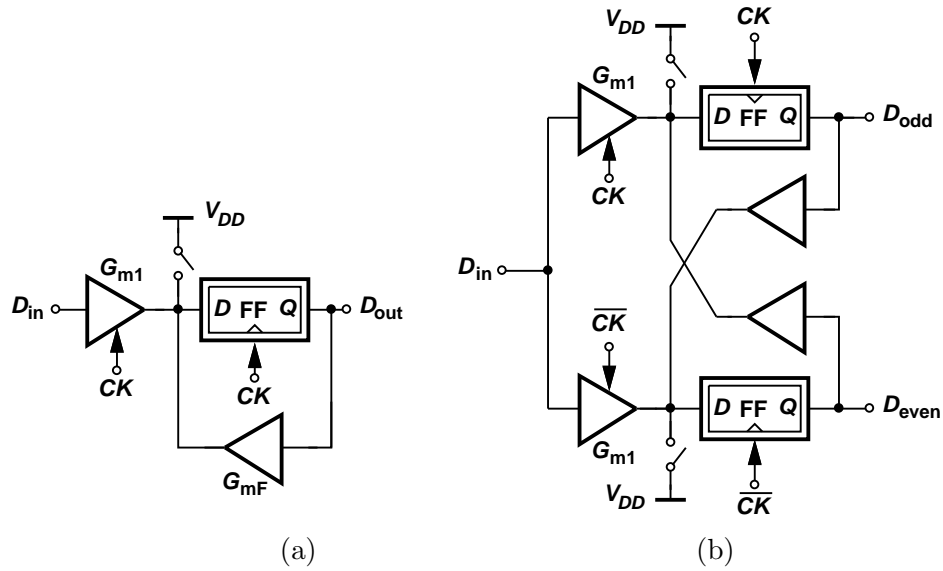 V_DD
G_m1
D_in
D FF Q
D_out
CK
CK
G_mF
(a)
V_DD
CK
G_m1
D FF Q
D_odd
CK
D_in
CK
D FF Q
D_even
G_m1
V_DD
CK
(b)